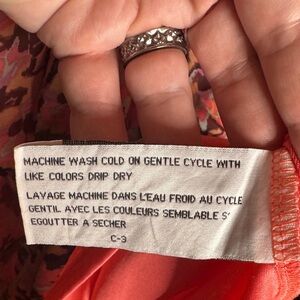 MACHINE WASH COLD ON GENTLE CYCLE WITH
LIKE COLORS DRIP DRY
LAVAGE MACHINE DANS L'EAU FROID AU CYCLE
GENTIL AVEC LES COULEURS SEMBLABLE S'
EGOUTTER A SECHER
C-3